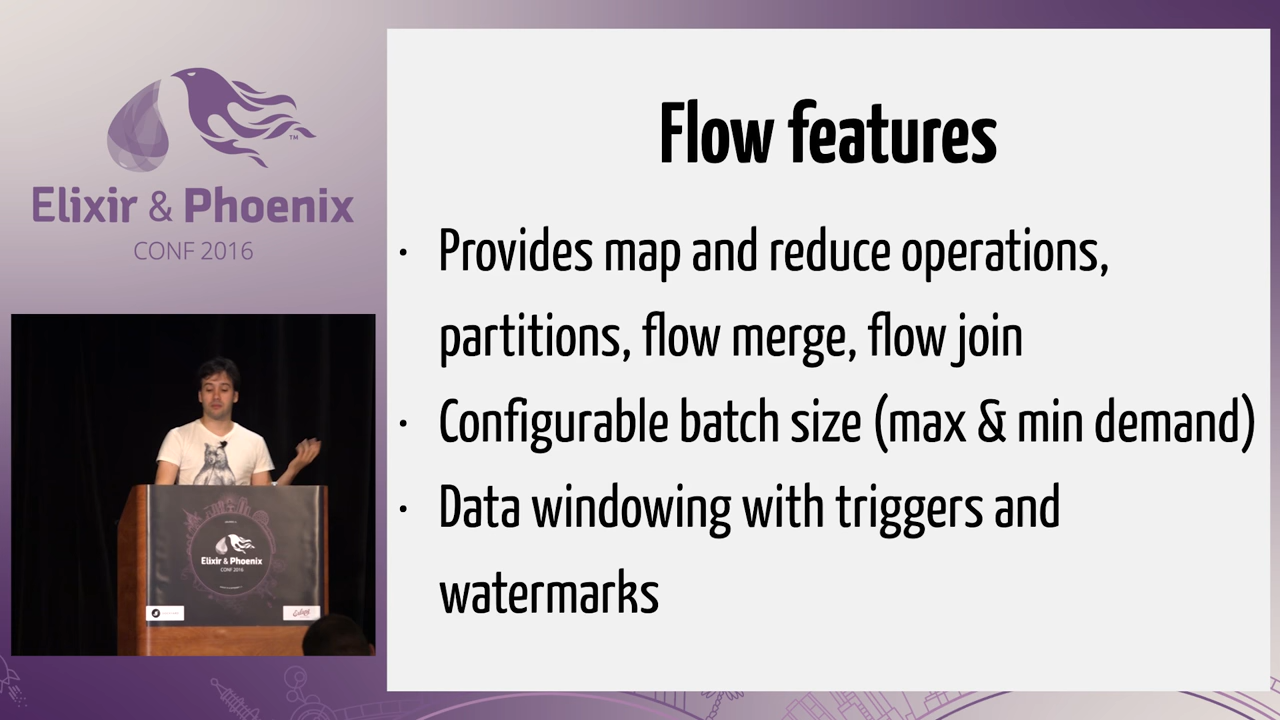 Elixir & Phoenix
CONF 2016
TM
Flow features
· Provides map and reduce operations,
partitions, flow merge, flow join
· Configurable batch size (max & min demand)
· Data windowing with triggers and
watermarks
Elixir & Phoenix
CONF 2016